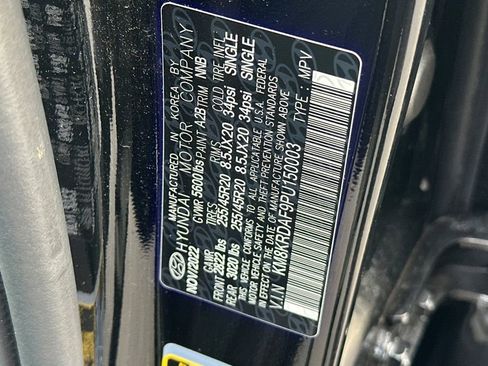 MANUFACTURED IN KOREA BY
HYUNDAI MOTOR COMPANY
NOV/2022 GVWR 5600 lbs PAINT A2B TRIM NNB
GAWR TIRES RIMS COLD TIRE INFL
FRONT 2822 lbs 255/45R20 8.5JX20 34psi SINGLE
REAR 3020 lbs 255/45R20 8.5JX20 34psi SINGLE
THIS VEHICLE CONFORMS TO ALL APPLICABLE U.S.A. FEDERAL
MOTOR VEHICLE SAFETY AND THEFT PREVENTION STANDARDS
IN EFFECT ON THE DATE OF MANUFACTURE SHOWN ABOVE
V.I.N: KM8KRDAF9PU150003 TYPE: MPV